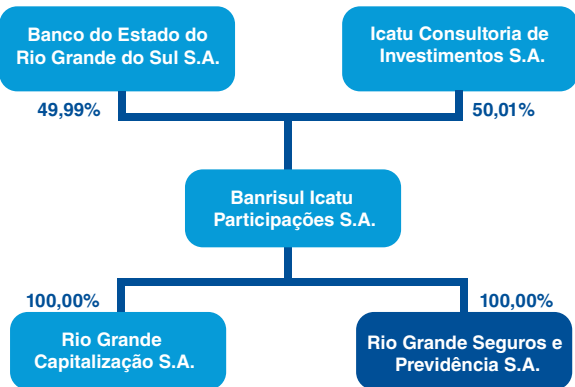 Banco do Estado do
Rio Grande do Sul S.A.
Icatu Consultoria de
Investimentos S.A.
49,99%
50,01%
Banrisul Icatu
Participações S.A.
100,00%
100,00%
Rio Grande
Capitalização S.A.
Rio Grande Seguros e
Previdência S.A.